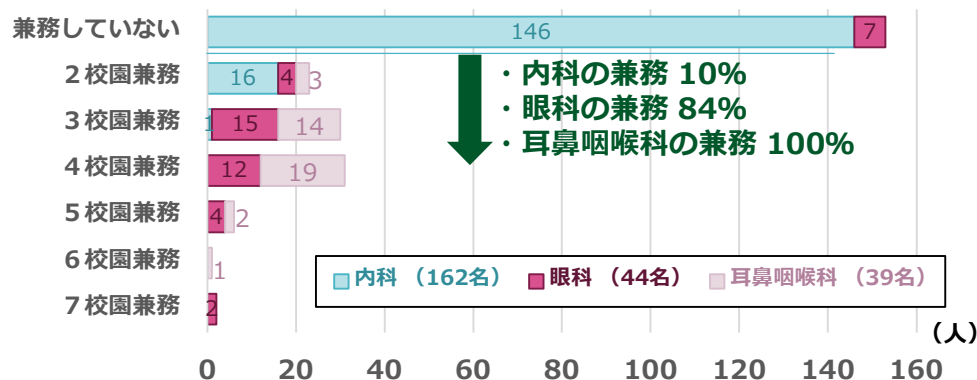 兼務していない 146 7
２校園兼務 16 4 3
３校園兼務 1 15 14
４校園兼務 12 19
５校園兼務 4 2
６校園兼務 1
７校園兼務 2
・内科の兼務 10%
・眼科の兼務 84%
・耳鼻咽喉科の兼務 100%
内科 （162名） 眼科 （44名） 耳鼻咽喉科 （39名）
（人）
0 20 40 60 80 100 120 140 160